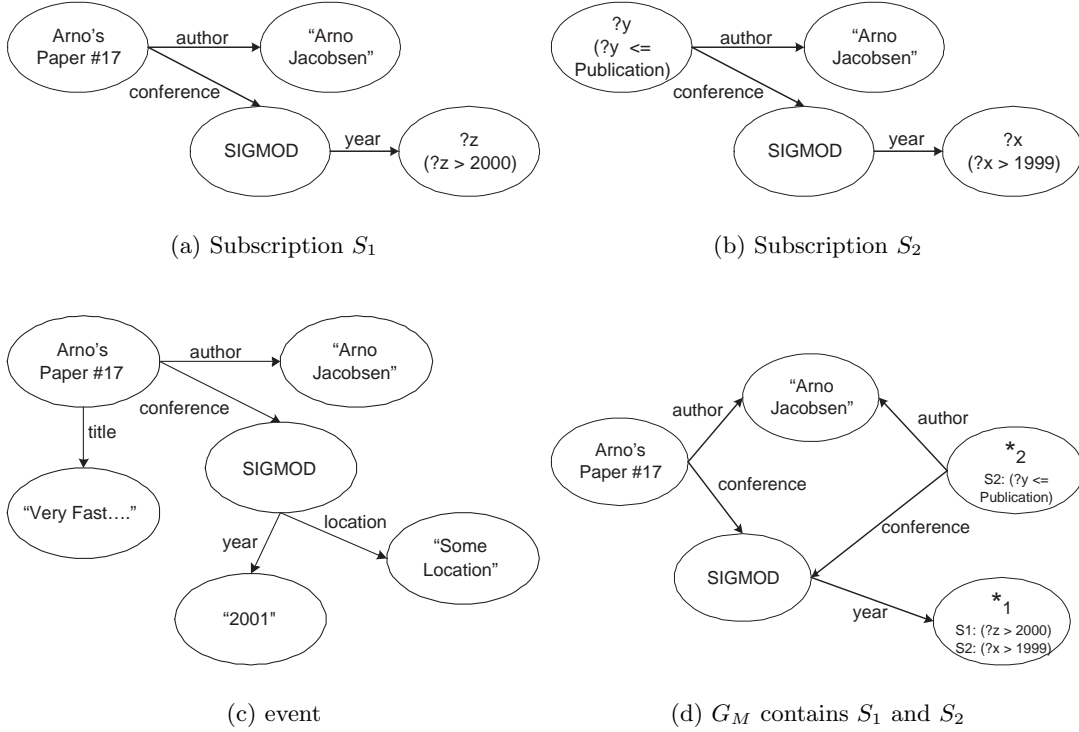 Arno's
Paper #17
author
"Arno
Jacobsen"
conference
SIGMOD
year
?z
(?z > 2000)
(a) Subscription S1
?y
(?y <=
Publication)
author
"Arno
Jacobsen"
conference
SIGMOD
year
?x
(?x > 1999)
(b) Subscription S2
Arno's
Paper #17
author
"Arno
Jacobsen"
conference
title
SIGMOD
"Very Fast...."
location
year
"Some
Location"
"2001"
(c) event
"Arno
Jacobsen"
author
author
Arno's
Paper #17
*2
S2: (?y <=
Publication)
conference
conference
SIGMOD
year
*1
S1: (?z > 2000)
S2: (?x > 1999)
(d) GM contains S1 and S2